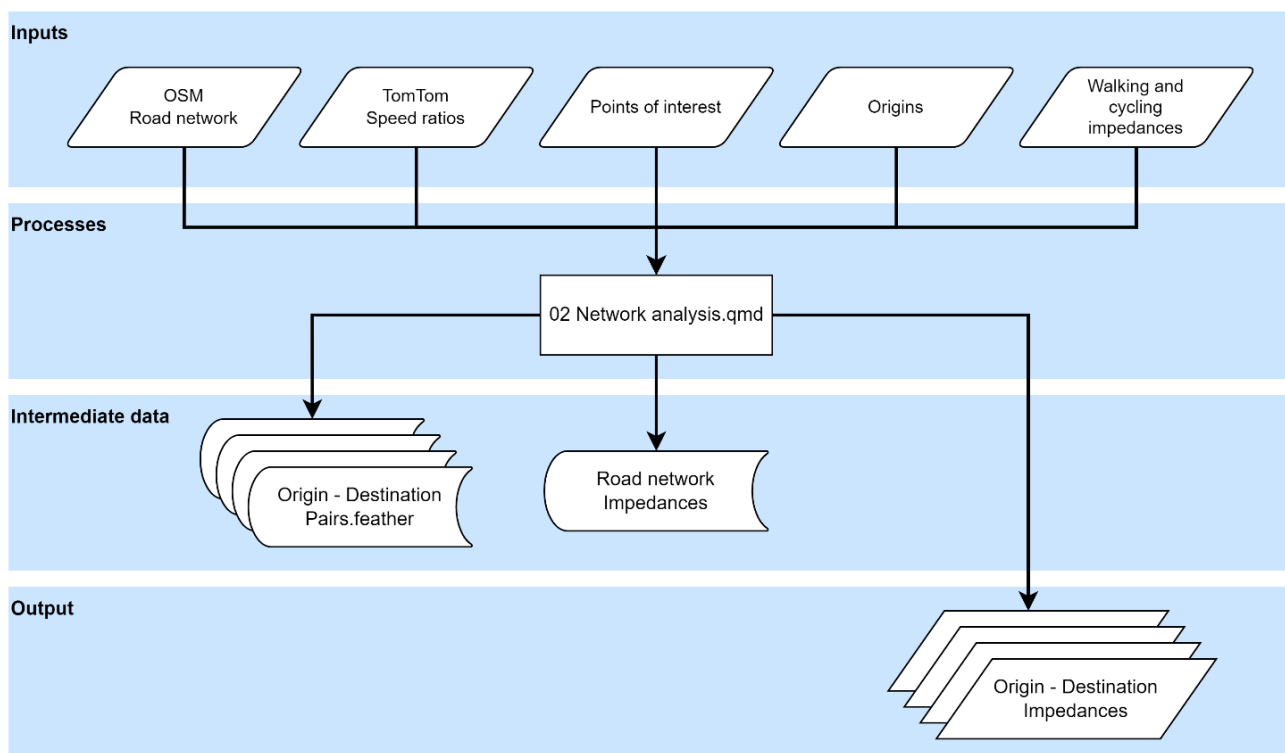 Inputs
OSM
Road network
TomTom
Speed ratios
Points of interest
Origins
Walking and
cycling
impedances
Processes
02 Network analysis.qmd
Intermediate data
Origin - Destination
Pairs.feather
Road network
Impedances
Output
Origin - Destination
Impedances